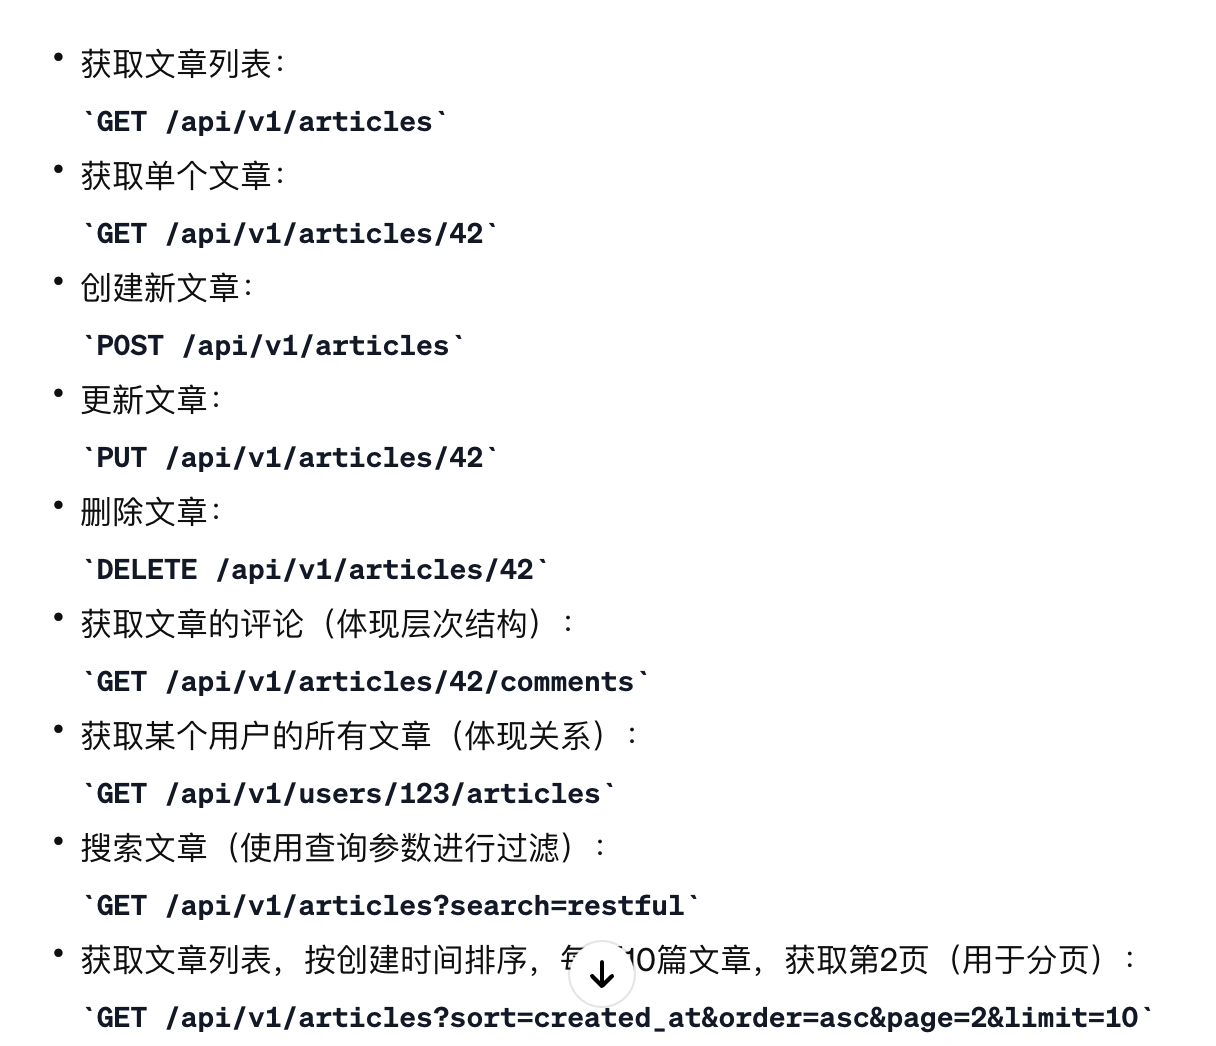 • 获取文章列表：
`GET /api/v1/articles`
• 获取单个文章：
`GET /api/v1/articles/42`
• 创建新文章：
`POST /api/v1/articles`
• 更新文章：
`PUT /api/v1/articles/42`
• 删除文章：
`DELETE /api/v1/articles/42`
• 获取文章的评论（体现层次结构）：
`GET /api/v1/articles/42/comments`
• 获取某个用户的所有文章（体现关系）：
`GET /api/v1/users/123/articles`
• 搜索文章（使用查询参数进行过滤）：
`GET /api/v1/articles?search=restful`
• 获取文章列表，按创建时间排序，10篇文章，获取第2页（用于分页）：
`GET /api/v1/articles?sort=created_at&order=asc&page=2&limit=10`